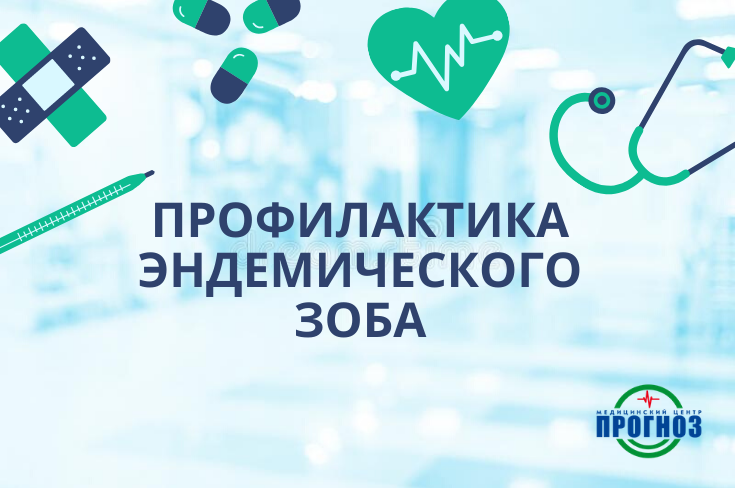 ПРОФИЛАКТИКА
ЭНДЕМИЧЕСКОГО
ЗОБА
МЕДИЦИНСКИЙ ЦЕНТР
ПРОГНОЗ